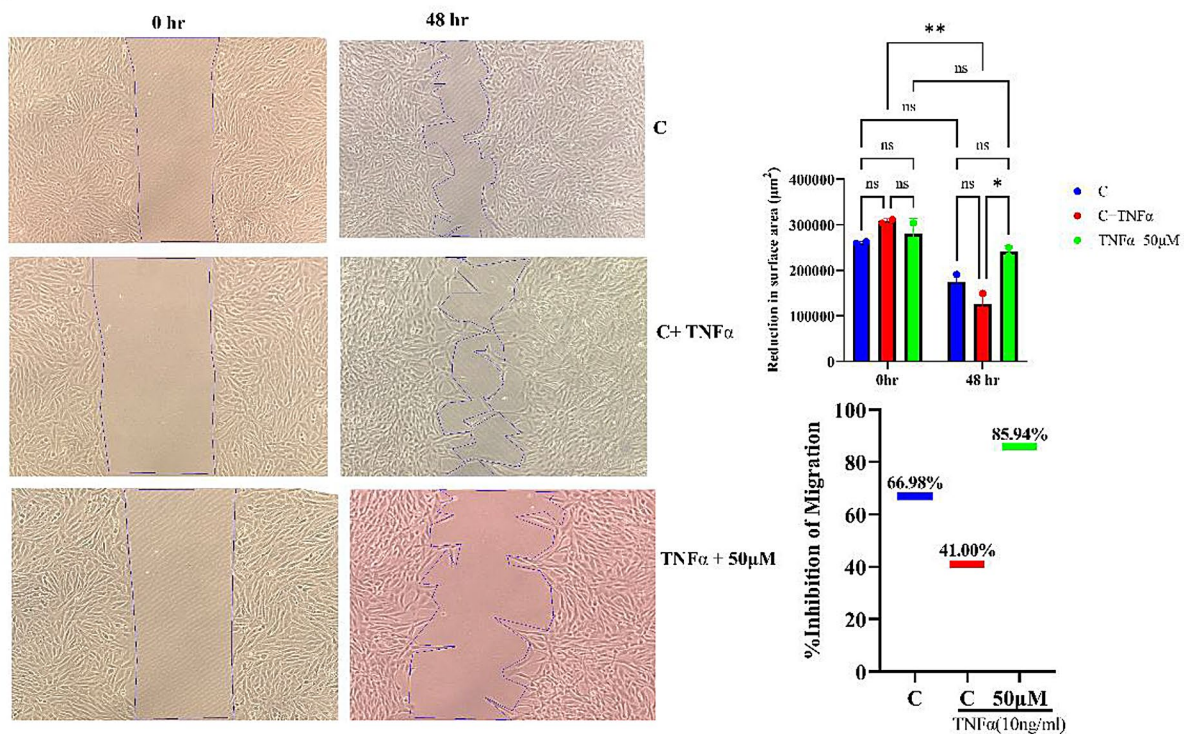 0 hr
48 hr
C
C+ TNFα
TNFα + 50μM
**
ns
ns
ns
ns
ns
ns
ns
*
Reduction in surface area (μm²)
400000
300000
200000
100000
0
0hr
48 hr
C
C+TNFα
TNFα 50μM
%Inhibition of Migration
100
80
60
40
20
0
66.98%
41.00%
85.94%
C
C
50μM
TNFα(10ng/ml)